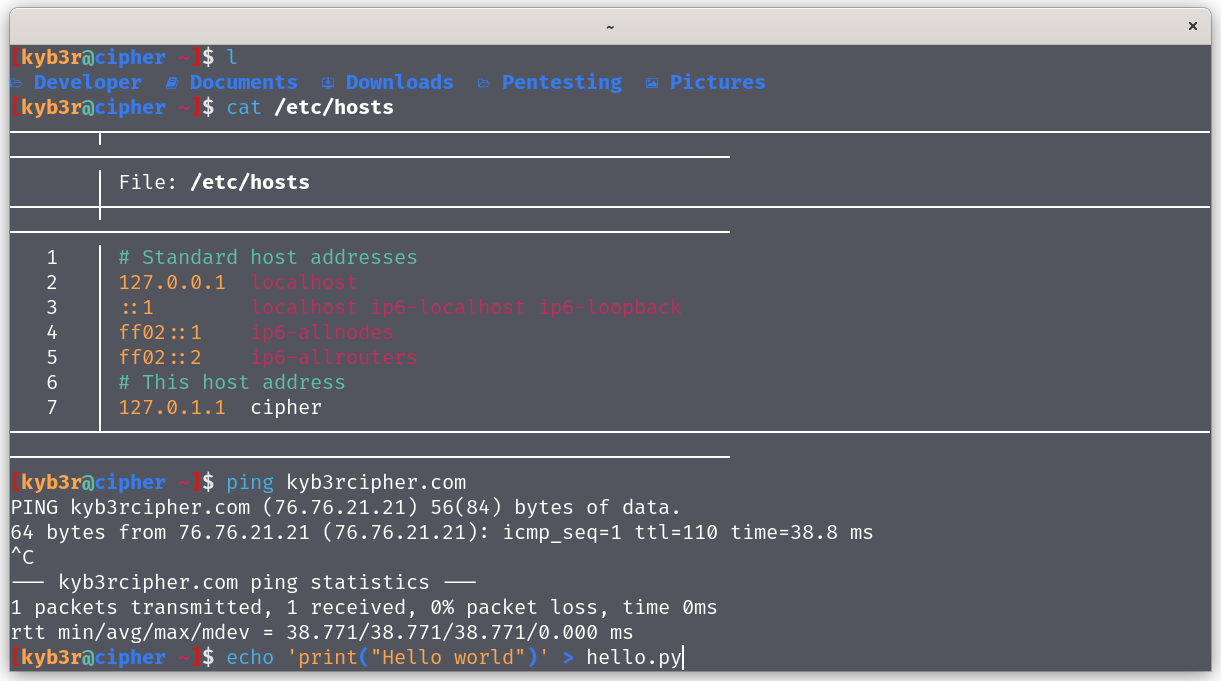 ~ ×
[kyb3r@cipher ~]$ l
Developer Documents Downloads Pentesting Pictures
[kyb3r@cipher ~]$ cat /etc/hosts
File: /etc/hosts
1 # Standard host addresses
2 127.0.0.1 localhost
3 ::1 localhost ip6-localhost ip6-loopback
4 ff02::1 ip6-allnodes
5 ff02::2 ip6-allrouters
6 # This host address
7 127.0.1.1 cipher
[kyb3r@cipher ~]$ ping kyb3rcipher.com
PING kyb3rcipher.com (76.76.21.21) 56(84) bytes of data.
64 bytes from 76.76.21.21 (76.76.21.21): icmp_seq=1 ttl=110 time=38.8 ms
^C
--- kyb3rcipher.com ping statistics ---
1 packets transmitted, 1 received, 0% packet loss, time 0ms
rtt min/avg/max/mdev = 38.771/38.771/38.771/0.000 ms
[kyb3r@cipher ~]$ echo 'print("Hello world")' > hello.py